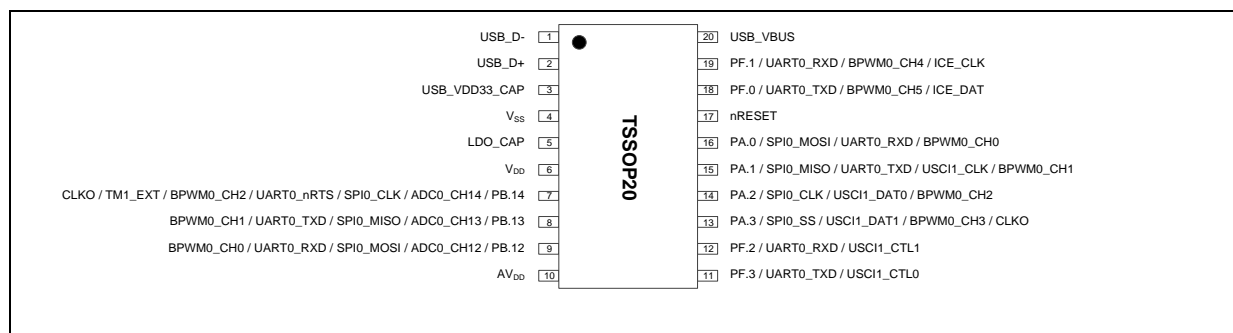 USB_D- 1 20 USB_VBUS
USB_D+ 2 19 PF.1 / UART0_RXD / BPWM0_CH4 / ICE_CLK
USB_VDD33_CAP 3 18 PF.0 / UART0_TXD / BPWM0_CH5 / ICE_DAT
VSS 4 17 nRESET
LDO_CAP 5 16 PA.0 / SPI0_MOSI / UART0_RXD / BPWM0_CH0
VDD 6 15 PA.1 / SPI0_MISO / UART0_TXD / USCI1_CLK / BPWM0_CH1
CLKO / TM1_EXT / BPWM0_CH2 / UART0_nRTS / SPI0_CLK / ADC0_CH14 / PB.14 7 14 PA.2 / SPI0_CLK / USCI1_DAT0 / BPWM0_CH2
BPWM0_CH1 / UART0_TXD / SPI0_MISO / ADC0_CH13 / PB.13 8 13 PA.3 / SPI0_SS / USCI1_DAT1 / BPWM0_CH3 / CLKO
BPWM0_CH0 / UART0_RXD / SPI0_MOSI / ADC0_CH12 / PB.12 9 12 PF.2 / UART0_RXD / USCI1_CTL1
AVDD 10 11 PF.3 / UART0_TXD / USCI1_CTL0
TSSOP20